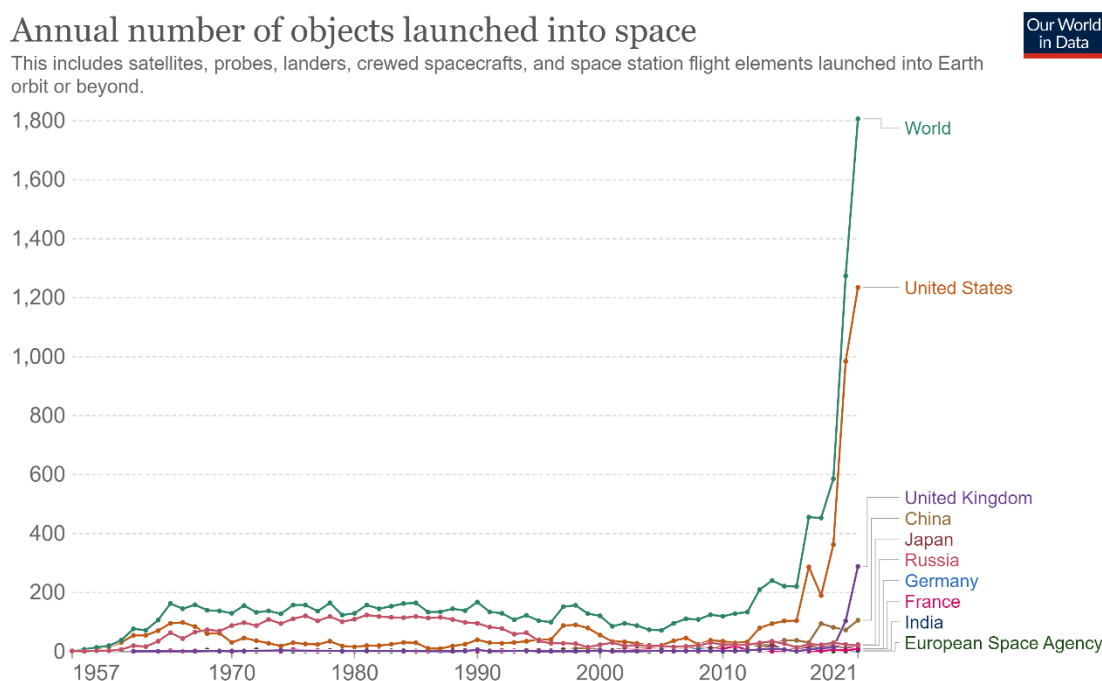 Annual number of objects launched into space
Our World
in Data
This includes satellites, probes, landers, crewed spacecrafts, and space station flight elements launched into Earth
orbit or beyond.
1,800
World
1,600
1,400
1,200
United States
1,000
800
600
United Kingdom
China
400
Japan
Russia
Germany
200
France
India
European Space Agency
0
1957
1970
1980
1990
2000
2010
2021